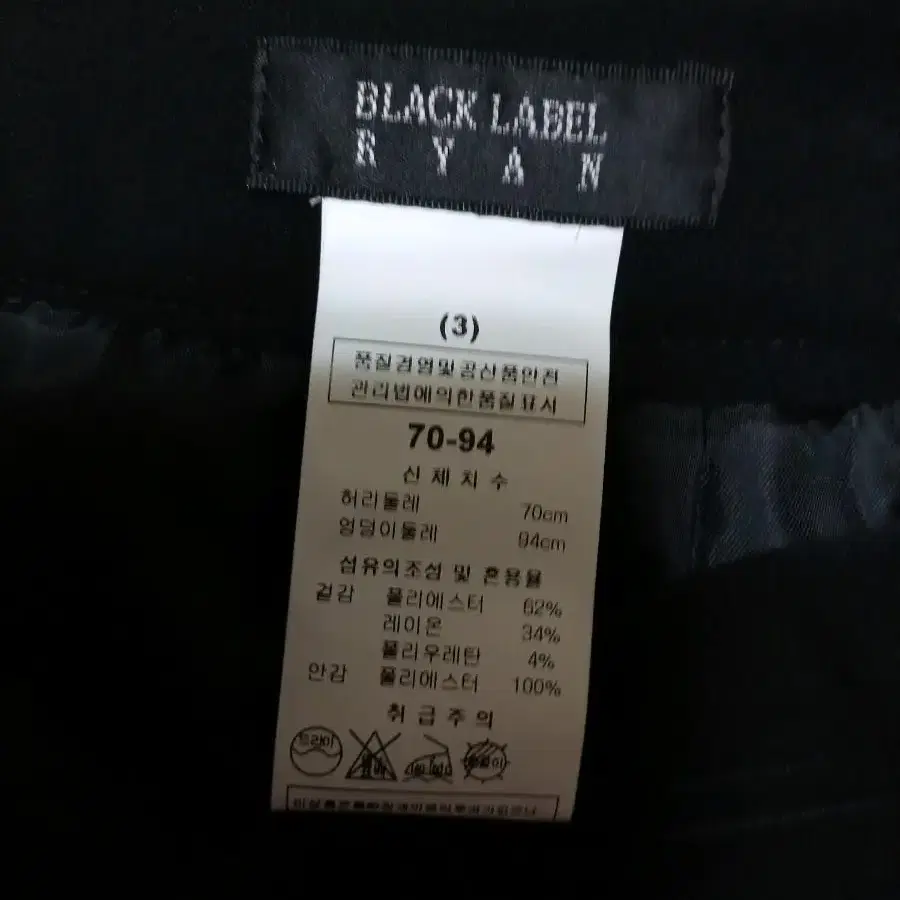 BLACK LABEL
R Y A N
(3)
품질경영및공산품안전
관리법에의한품질표시
70-94
신체치수
허리둘레 70cm
엉덩이둘레 94cm
섬유의조성 및 혼용율
겉감 폴리에스터 62%
레이온 34%
폴리우레탄 4%
안감 폴리에스터 100%
취급주의
드라이